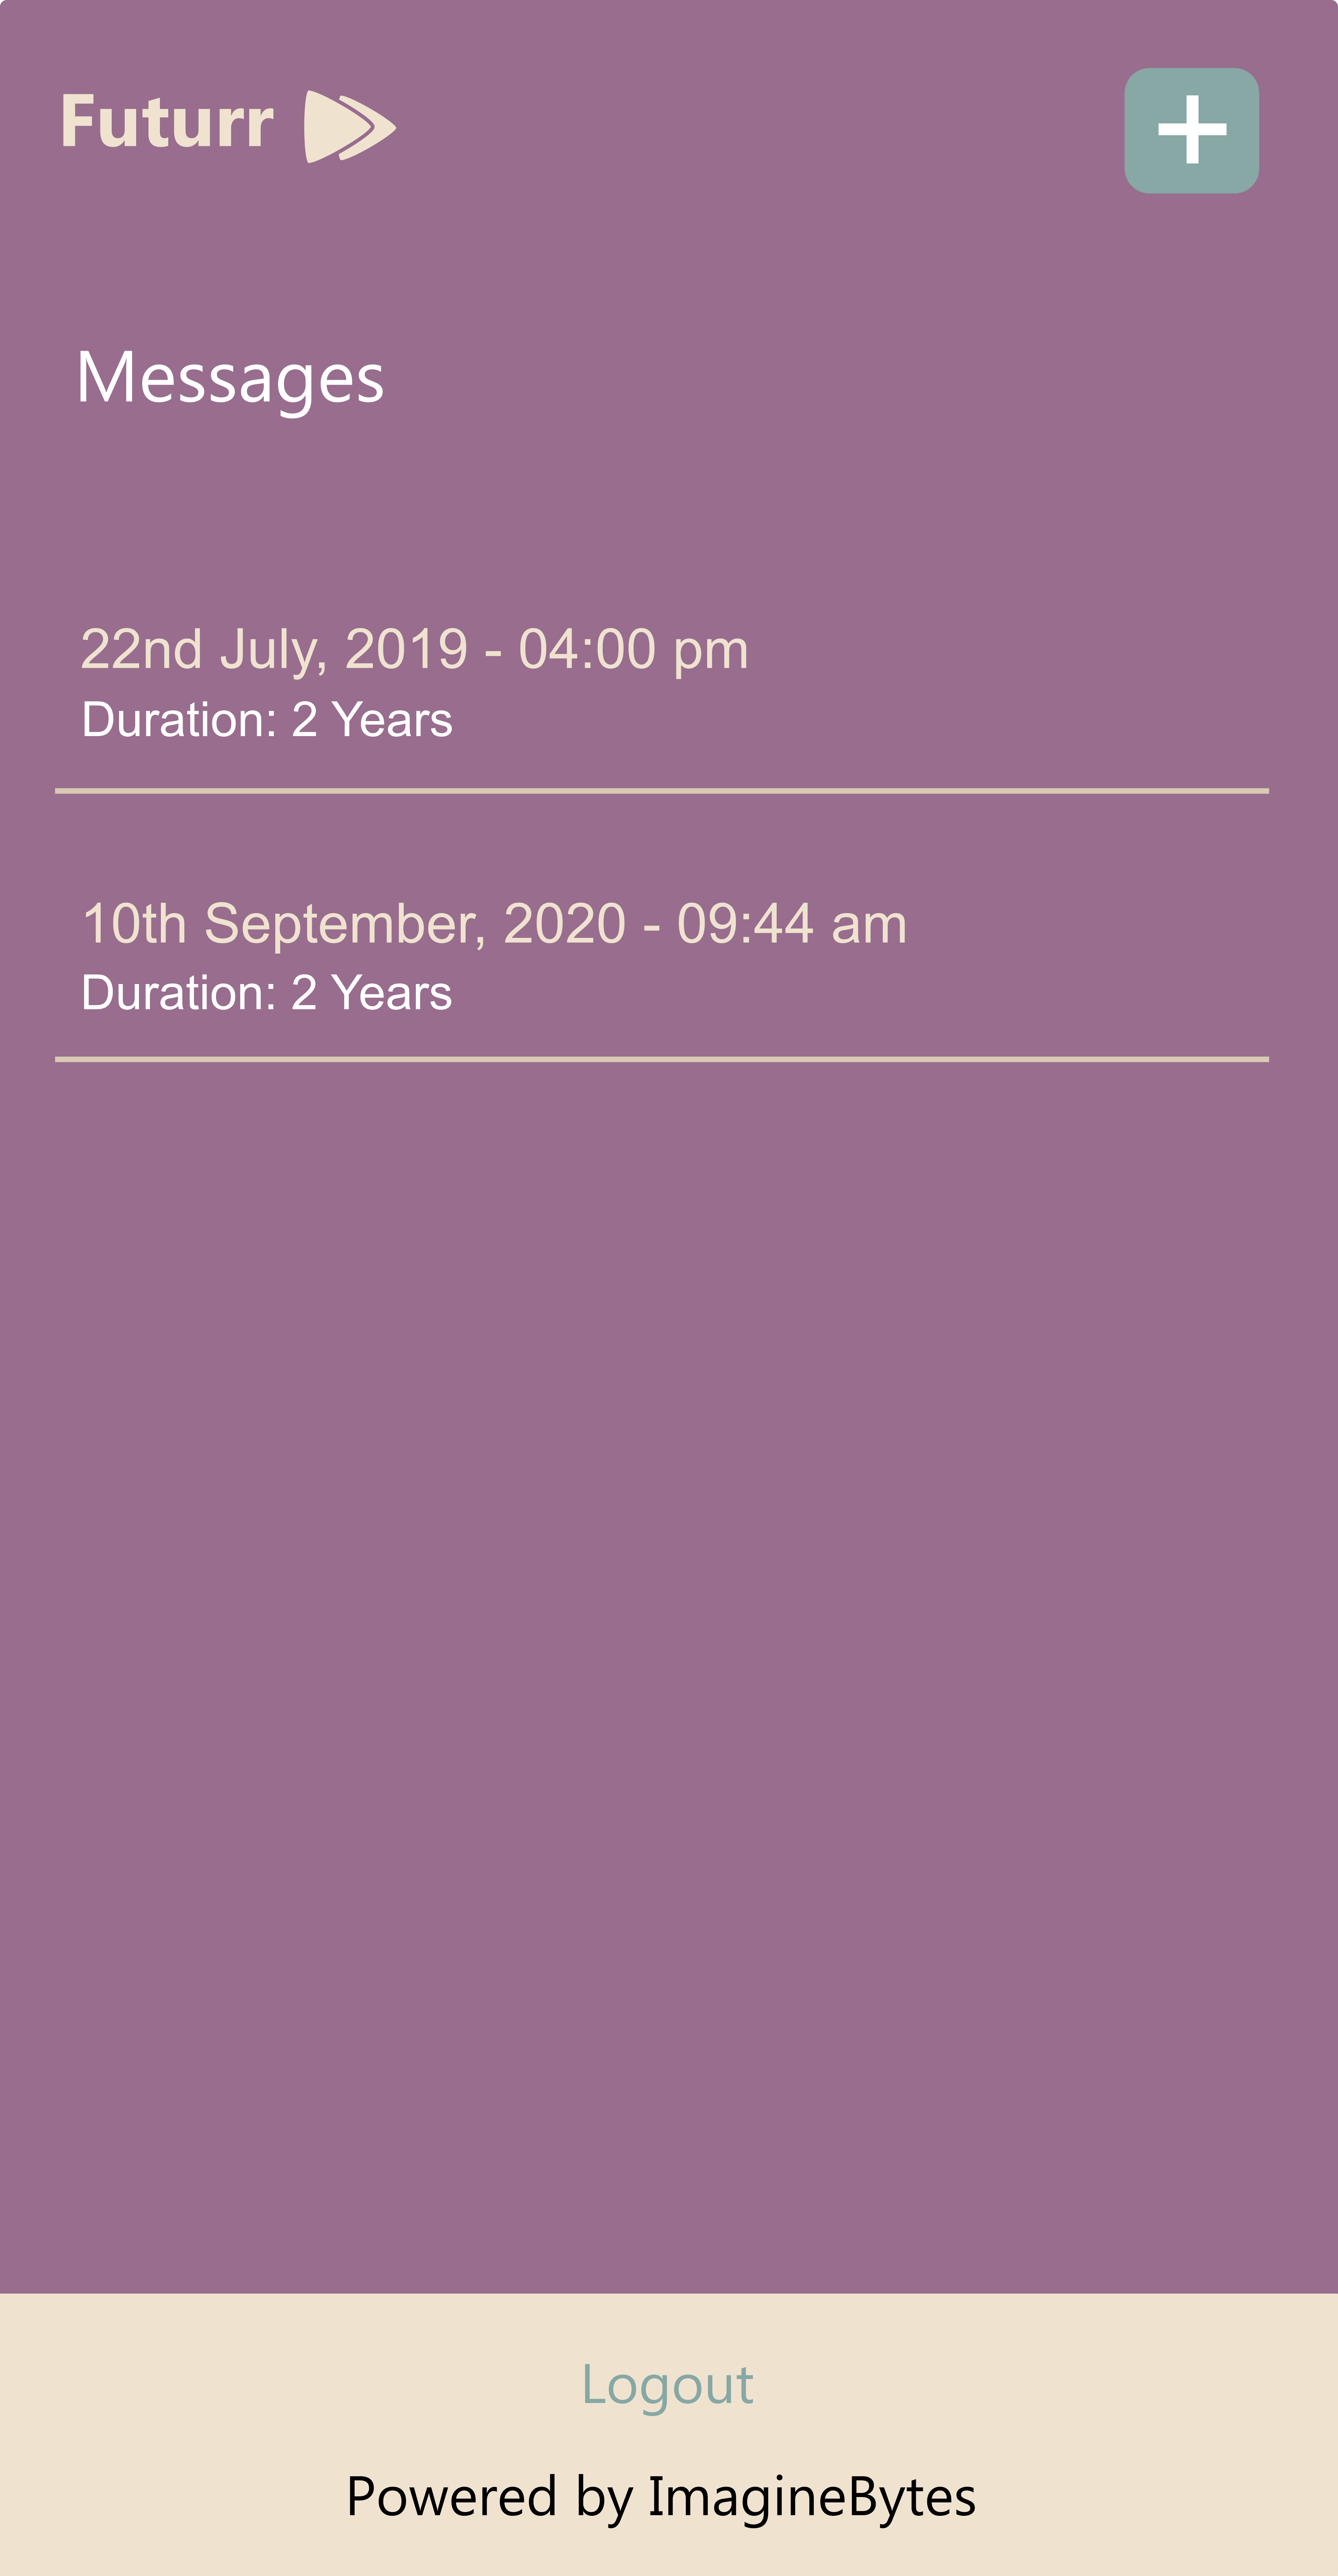 Futurr
Messages
22nd July, 2019 - 04:00 pm
Duration: 2 Years
10th September, 2020 - 09:44 am
Duration: 2 Years
Logout
Powered by ImagineBytes